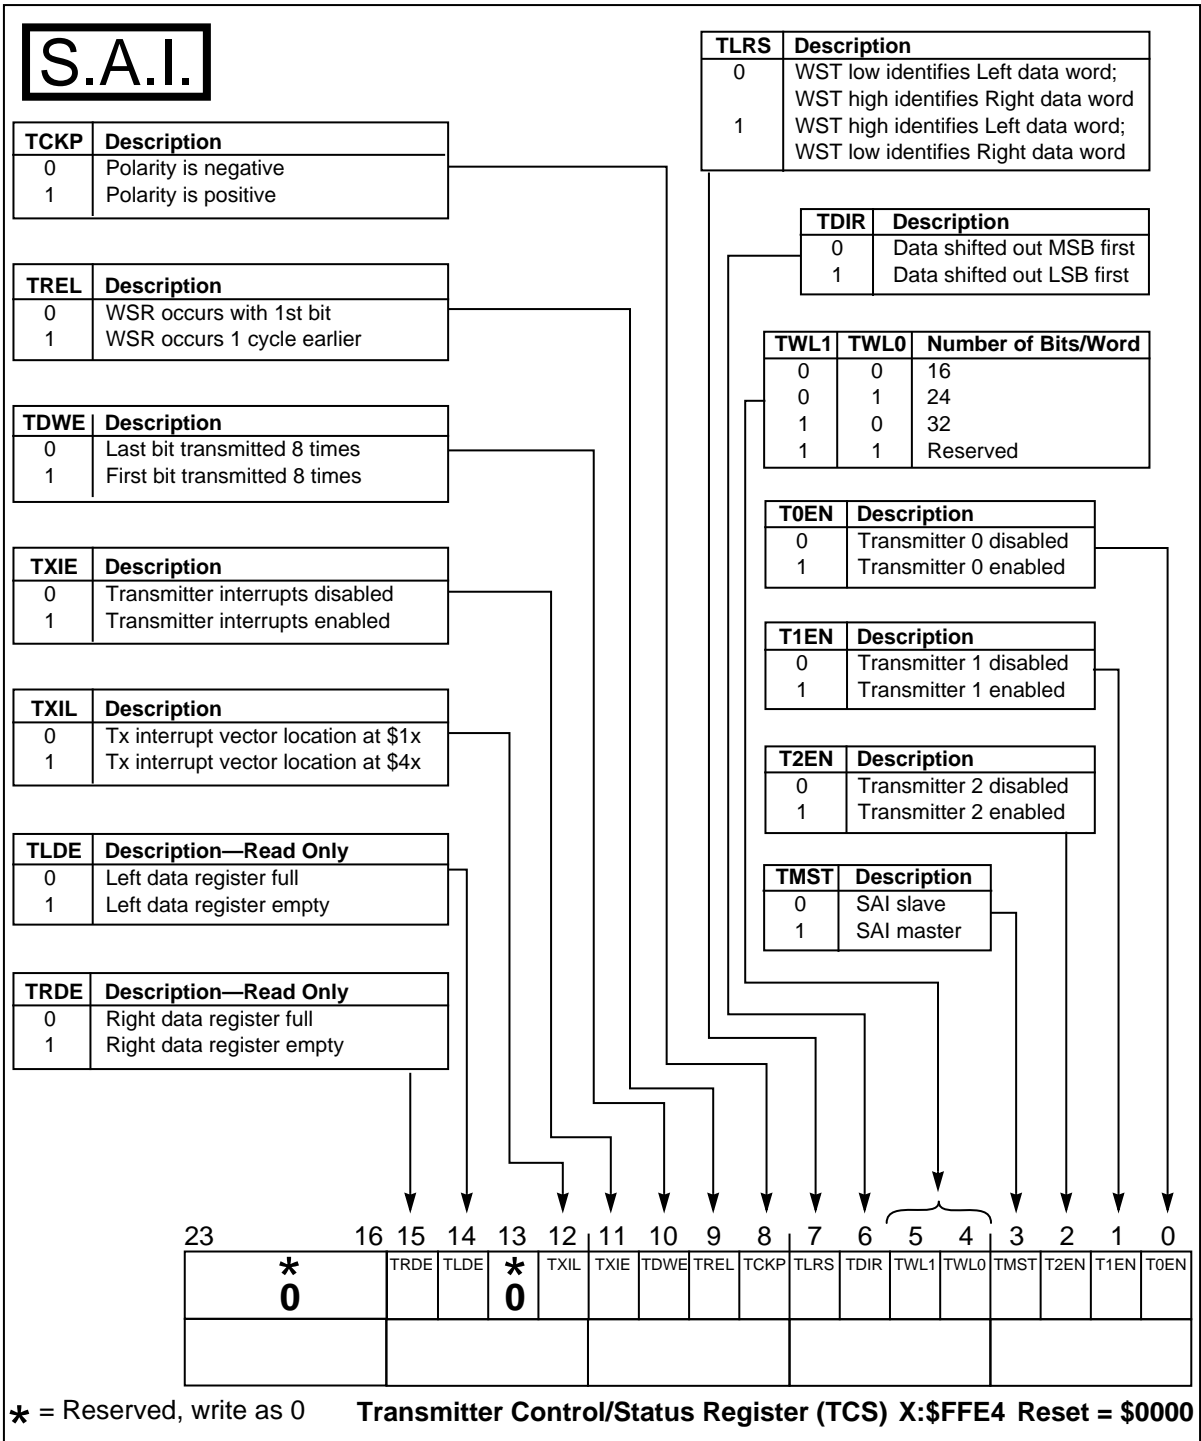 S.A.I.
TCKP Description
0 Polarity is negative
1 Polarity is positive
TREL Description
0 WSR occurs with 1st bit
1 WSR occurs 1 cycle earlier
TDWE Description
0 Last bit transmitted 8 times
1 First bit transmitted 8 times
TXIE Description
0 Transmitter interrupts disabled
1 Transmitter interrupts enabled
TXIL Description
0 Tx interrupt vector location at $1x
1 Tx interrupt vector location at $4x
TLDE Description—Read Only
0 Left data register full
1 Left data register empty
TRDE Description—Read Only
0 Right data register full
1 Right data register empty
TLRS Description
0 WST low identifies Left data word;
WST high identifies Right data word
1 WST high identifies Left data word;
WST low identifies Right data word
TDIR Description
0 Data shifted out MSB first
1 Data shifted out LSB first
TWL1 TWL0 Number of Bits/Word
0 0 16
0 1 24
1 0 32
1 1 Reserved
T0EN Description
0 Transmitter 0 disabled
1 Transmitter 0 enabled
T1EN Description
0 Transmitter 1 disabled
1 Transmitter 1 enabled
T2EN Description
0 Transmitter 2 disabled
1 Transmitter 2 enabled
TMST Description
0 SAI slave
1 SAI master
23 16 15 14 13 12 11 10 9 8 7 6 5 4 3 2 1 0
* TRDE TLDE * TXIL TXIE TDWE TREL TCKP TLRS TDIR TWL1 TWL0 TMST T2EN T1EN T0EN
0 0
* = Reserved, write as 0 Transmitter Control/Status Register (TCS) X:$FFE4 Reset = $0000